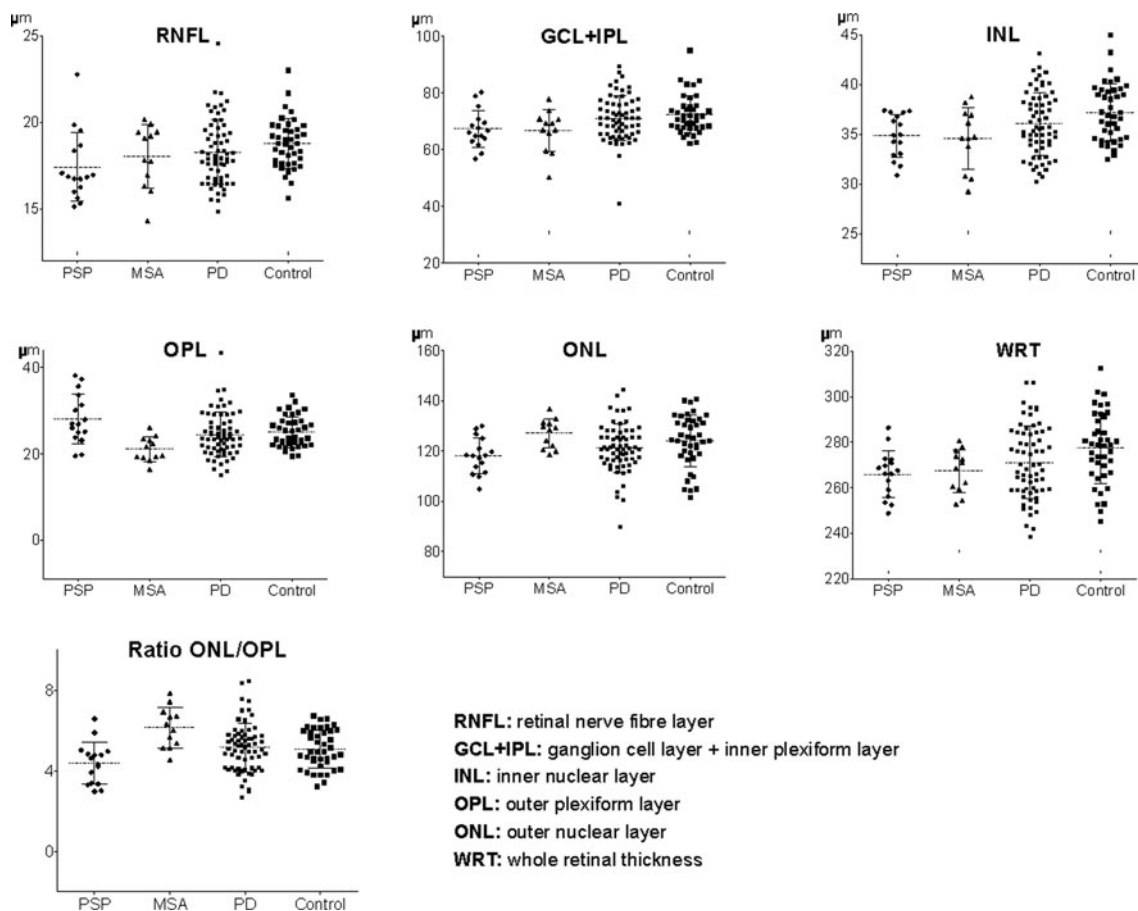 µm
RNFL
25
20
15
PSP MSA PD Control
µm
GCL+IPL
100
80
60
40
20
PSP MSA PD Control
µm
INL
45
40
35
30
25
PSP MSA PD Control
µm
OPL
40
20
0
PSP MSA PD Control
µm
ONL
160
140
120
100
80
PSP MSA PD Control
µm
WRT
320
300
280
260
240
220
PSP MSA PD Control
Ratio ONL/OPL
8
4
0
PSP MSA PD Control
RNFL: retinal nerve fibre layer
GCL+IPL: ganglion cell layer + inner plexiform layer
INL: inner nuclear layer
OPL: outer plexiform layer
ONL: outer nuclear layer
WRT: whole retinal thickness